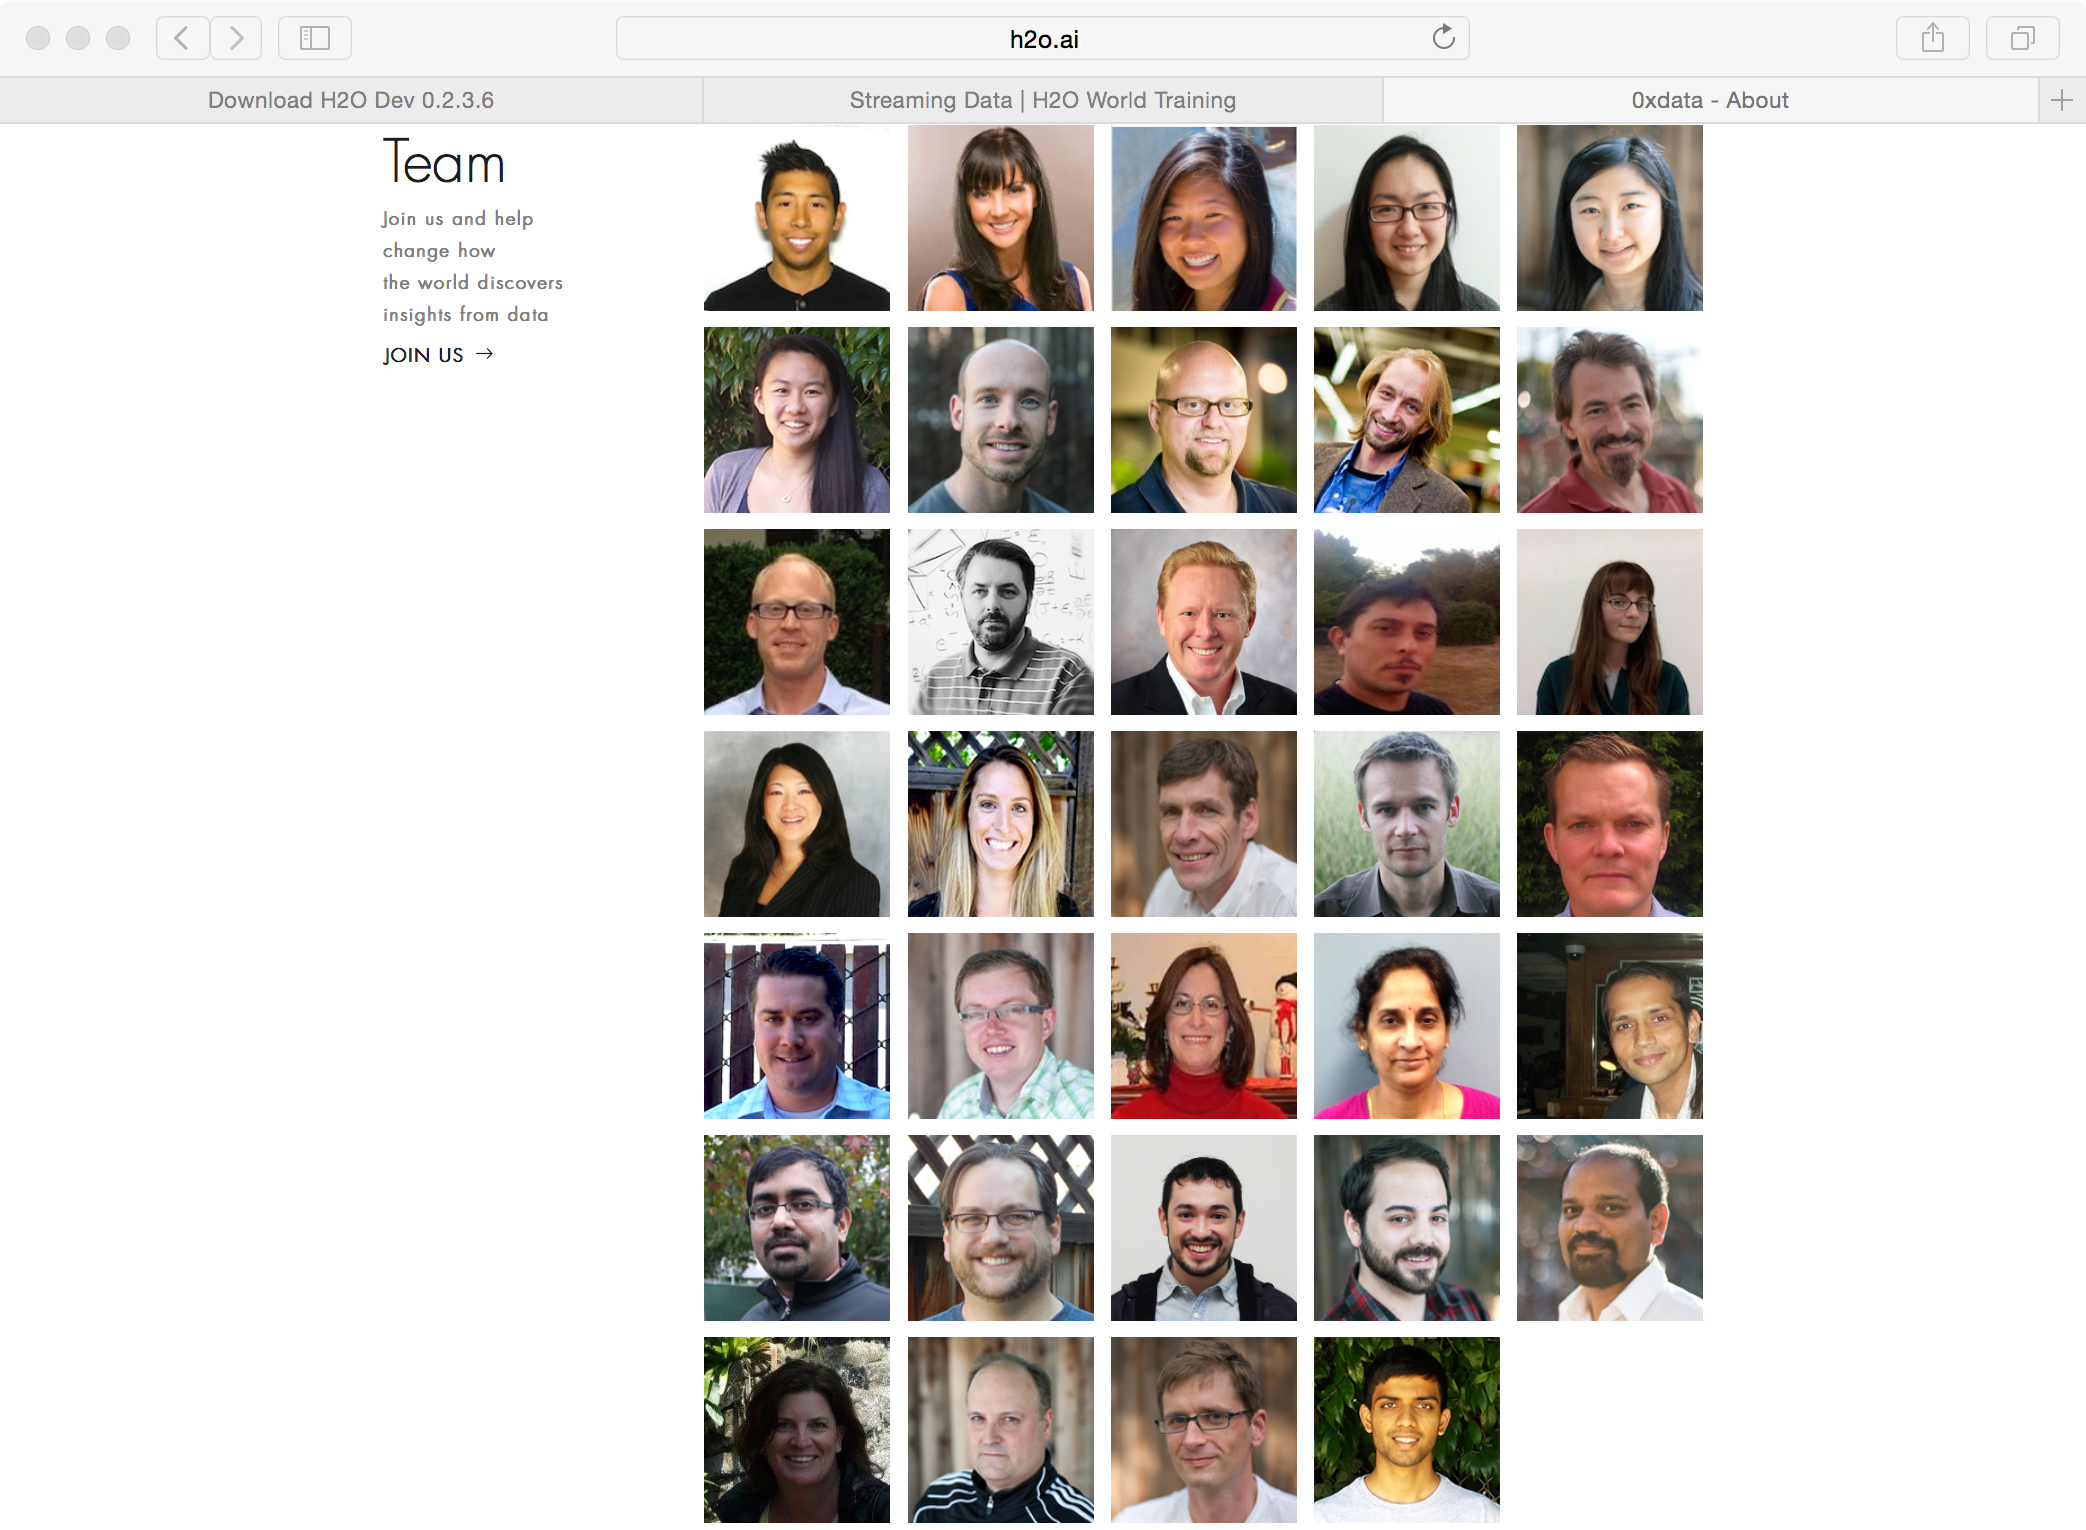 h2o.ai
Download H2O Dev 0.2.3.6
Streaming Data | H2O World Training
0xdata - About
Team
Join us and help
change how
the world discovers
insights from data
JOIN US →